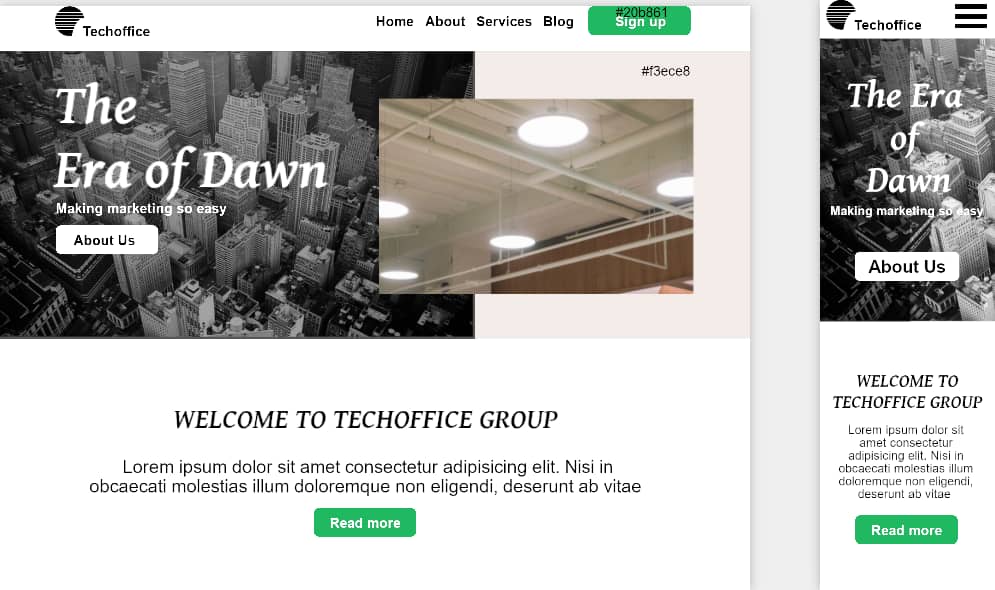 Techoffice
Home About Services Blog
#20b861
Sign up
#f3ece8
The
Era of Dawn
Making marketing so easy
About Us
WELCOME TO TECHOFFICE GROUP
Lorem ipsum dolor sit amet consectetur adipisicing elit. Nisi in
obcaecati molestias illum doloremque non eligendi, deserunt ab vitae
Read more
Techoffice
The Era
of
Dawn
Making marketing so easy
About Us
WELCOME TO
TECHOFFICE GROUP
Lorem ipsum dolor sit
amet consectetur
adipisicing elit. Nisi in
obcaecati molestias illum
doloremque non eligendi,
deserunt ab vitae
Read more